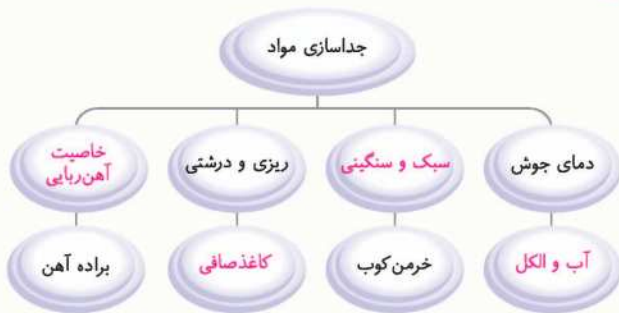 جداسازی مواد
دمای جوش
سبک و سنگینی
ریزی و درشتی
خاصیت
آهن‌ربایی
آب و الکل
خرمن‌کوب
کاغذصافی
براده آهن